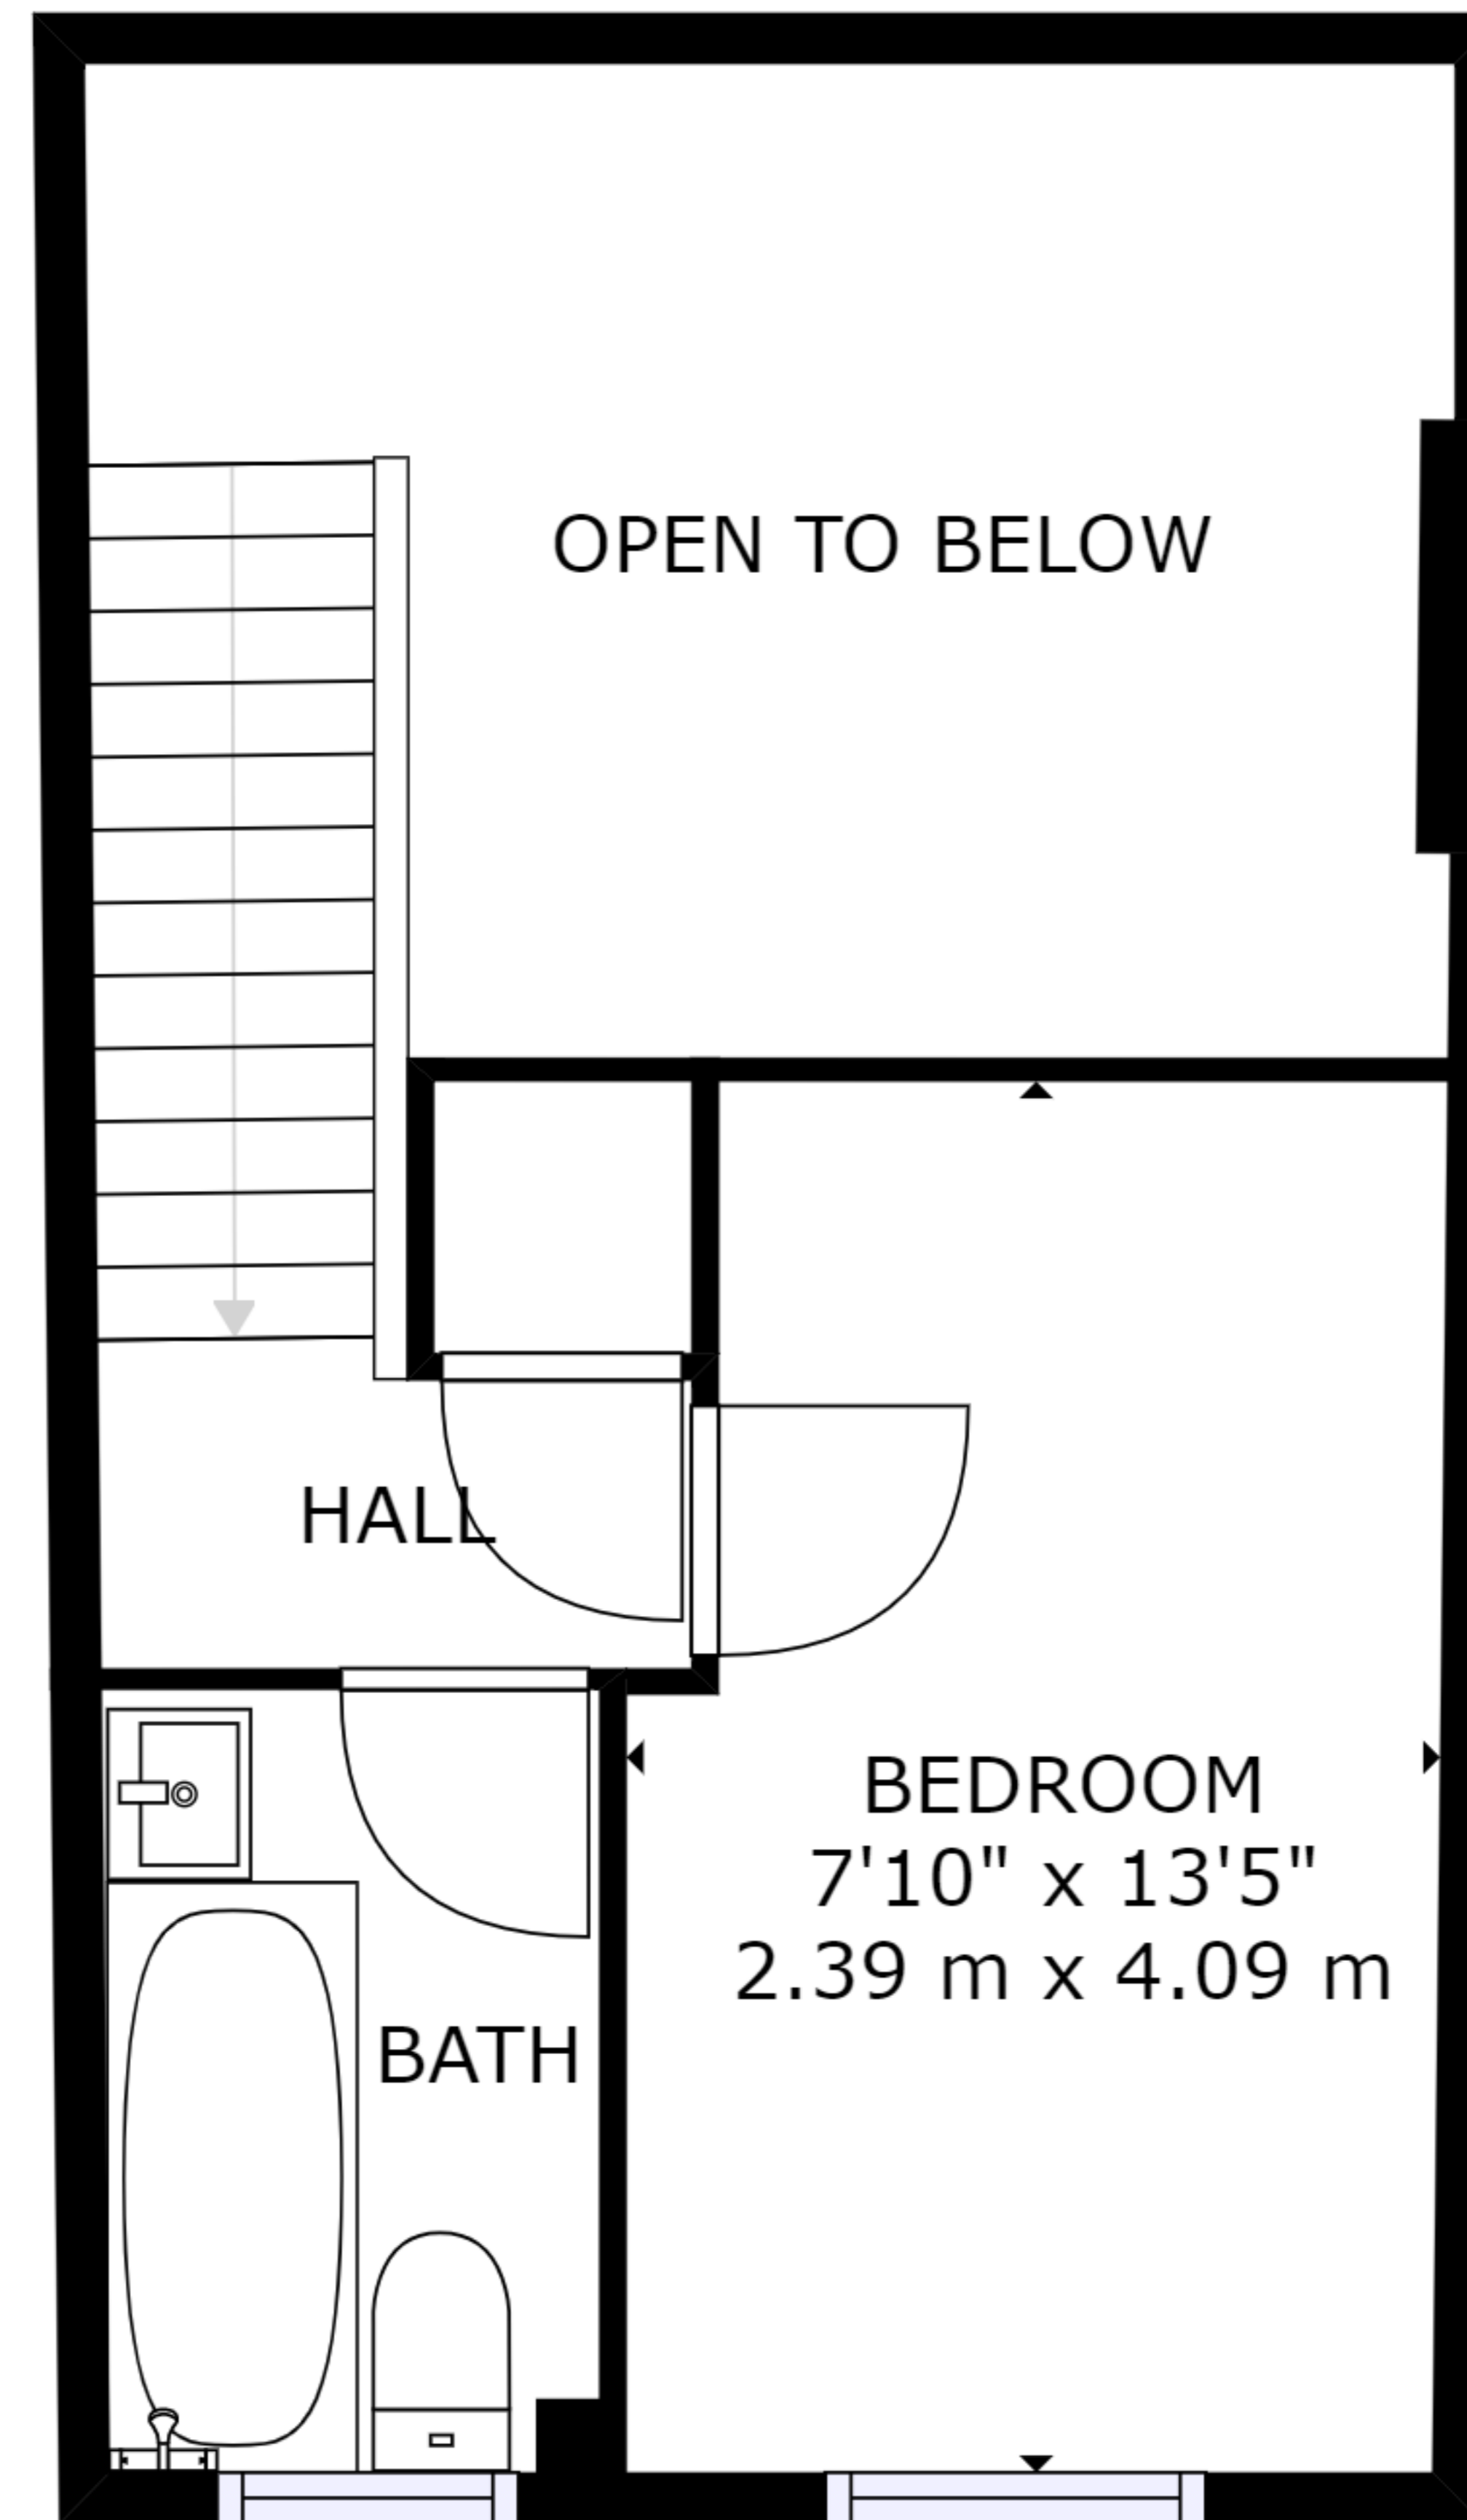 OPEN TO BELOW
HALL
BEDROOM
7'10" x 13'5"
2.39 m x 4.09 m
BATH